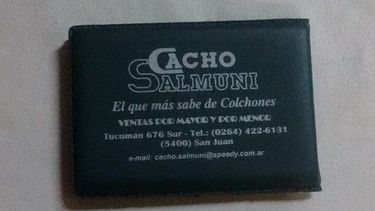 CACHO
SALMUNI
El que más sabe de Colchones
VENTAS POR MAYOR Y POR MENOR
Tucumán 676 Sur - Tel.: (0264) 422-6131
(5400) San Juan
e-mail: cacho.salmuni@speedy.com.ar